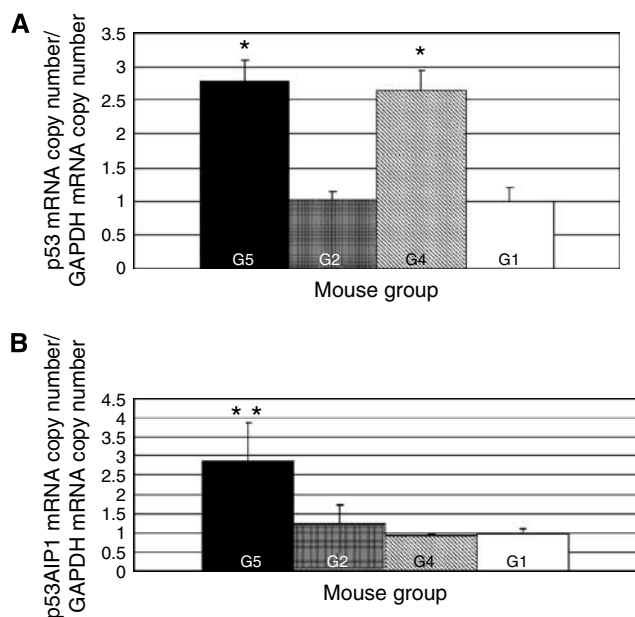 A
p53 mRNA copy number/
GAPDH mRNA copy number
3.5
3
2.5
2
1.5
1
0.5
0
*
*
G5
G2
G4
G1
Mouse group
B
p53AIP1 mRNA copy number/
GAPDH mRNA copy number
4.5
4
3.5
3
2.5
2
1.5
1
0.5
0
* *
G5
G2
G4
G1
Mouse group